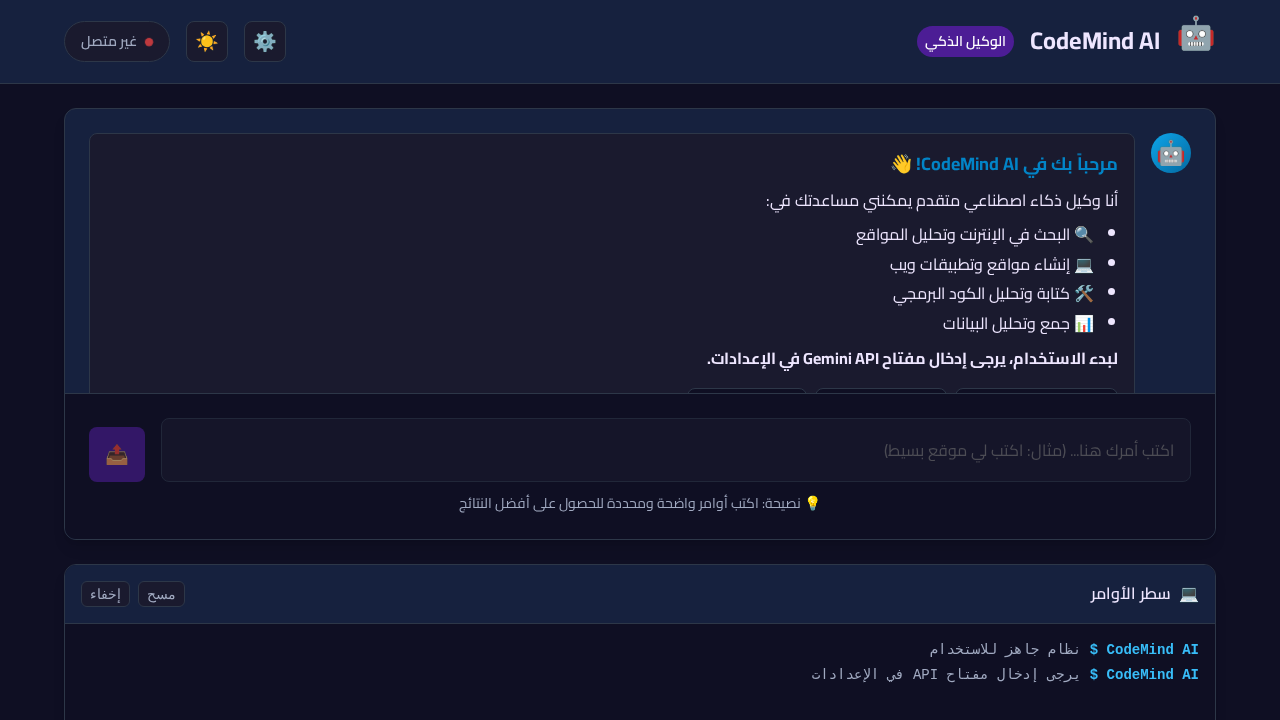 CodeMind AI
الوكيل الذكي
غير متصل
مرحباً بك في CodeMind AI! 👋
أنا وكيل ذكاء اصطناعي متقدم يمكنني مساعدتك في:
🔍 البحث في الإنترنت وتحليل المواقع
💻 إنشاء مواقع وتطبيقات ويب
🛠️ كتابة وتحليل الكود البرمجي
📊 جمع وتحليل البيانات
لبدء الاستخدام، يرجى إدخال مفتاح Gemini API في الإعدادات.
اكتب أمرك هنا... (مثال: اكتب لي موقع بسيط)
💡 نصيحة: اكتب أوامر واضحة ومحددة للحصول على أفضل النتائج
💻 سطر الأوامر
مسح
إخفاء
CodeMind AI $ نظام جاهز للاستخدام
CodeMind AI $ يرجى إدخال مفتاح API في الإعدادات